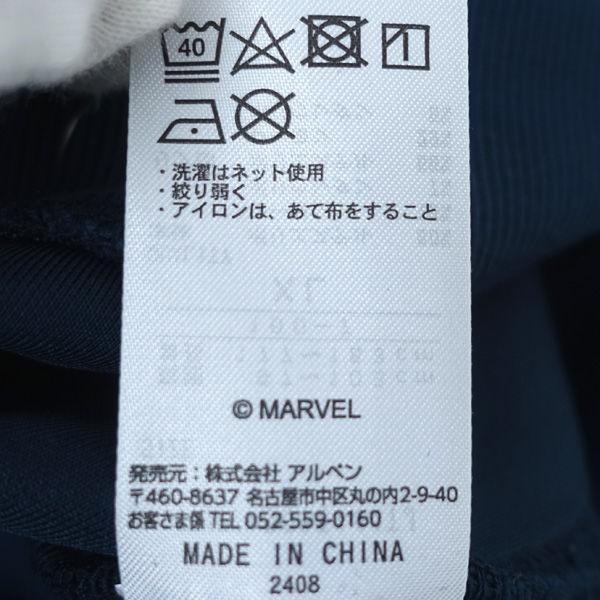 40
・洗濯はネット使用
・絞り弱く
・アイロンは、あて布をすること
© MARVEL
発売元：株式会社 アルペン
〒460-8637 名古屋市中区丸の内2-9-40
お客さま係 TEL 052-559-0160
MADE IN CHINA
2408